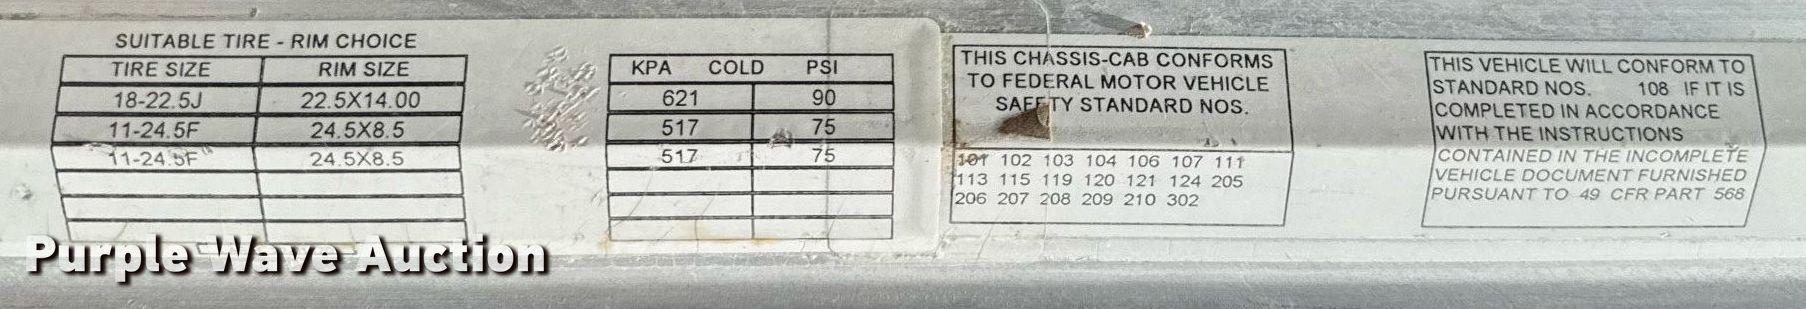 SUITABLE TIRE - RIM CHOICE
TIRE SIZE RIM SIZE
18-22.5J 22.5X14.00
11-24.5F 24.5X8.5
11-24.5F 24.5X8.5
KPA COLD PSI
621 90
517 75
517 75
THIS CHASSIS-CAB CONFORMS
TO FEDERAL MOTOR VEHICLE
SAFETY STANDARD NOS.
101 102 103 104 106 107 111
113 115 119 120 121 124 205
206 207 208 209 210 302
THIS VEHICLE WILL CONFORM TO
STANDARD NOS. 108 IF IT IS
COMPLETED IN ACCORDANCE
WITH THE INSTRUCTIONS
CONTAINED IN THE INCOMPLETE
VEHICLE DOCUMENT FURNISHED
PURSUANT TO 49 CFR PART 568
Purple Wave Auction